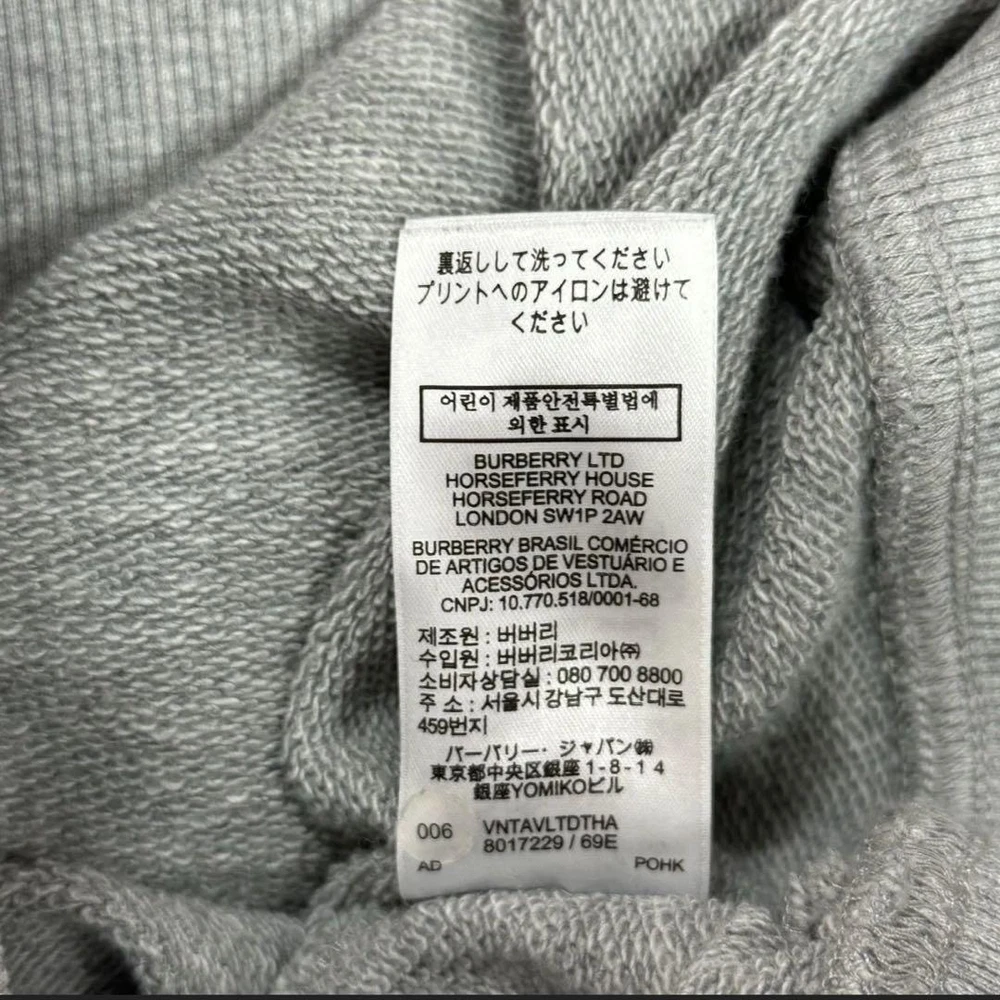 裏返しして洗ってください
プリントへのアイロンは避けて
ください
어린이 제품안전특별법에
의한 표시
BURBERRY LTD
HORSEFERRY HOUSE
HORSEFERRY ROAD
LONDON SW1P 2AW
BURBERRY BRASIL COMÉRCIO
DE ARTIGOS DE VESTUÁRIO E
ACESSÓRIOS LTDA.
CNPJ: 10.770.518/0001-68
제조원 : 버버리
수입원 : 버버리코리아㈜
소비자상담실 : 080 700 8800
주 소 : 서울시 강남구 도산대로
459번지
バーバリー・ジャパン㈱
東京都中央区銀座 1-8-1 4
銀座YOMIKOビル
006 VNTAVLTDTHA
8017229 / 69E
AD POHK